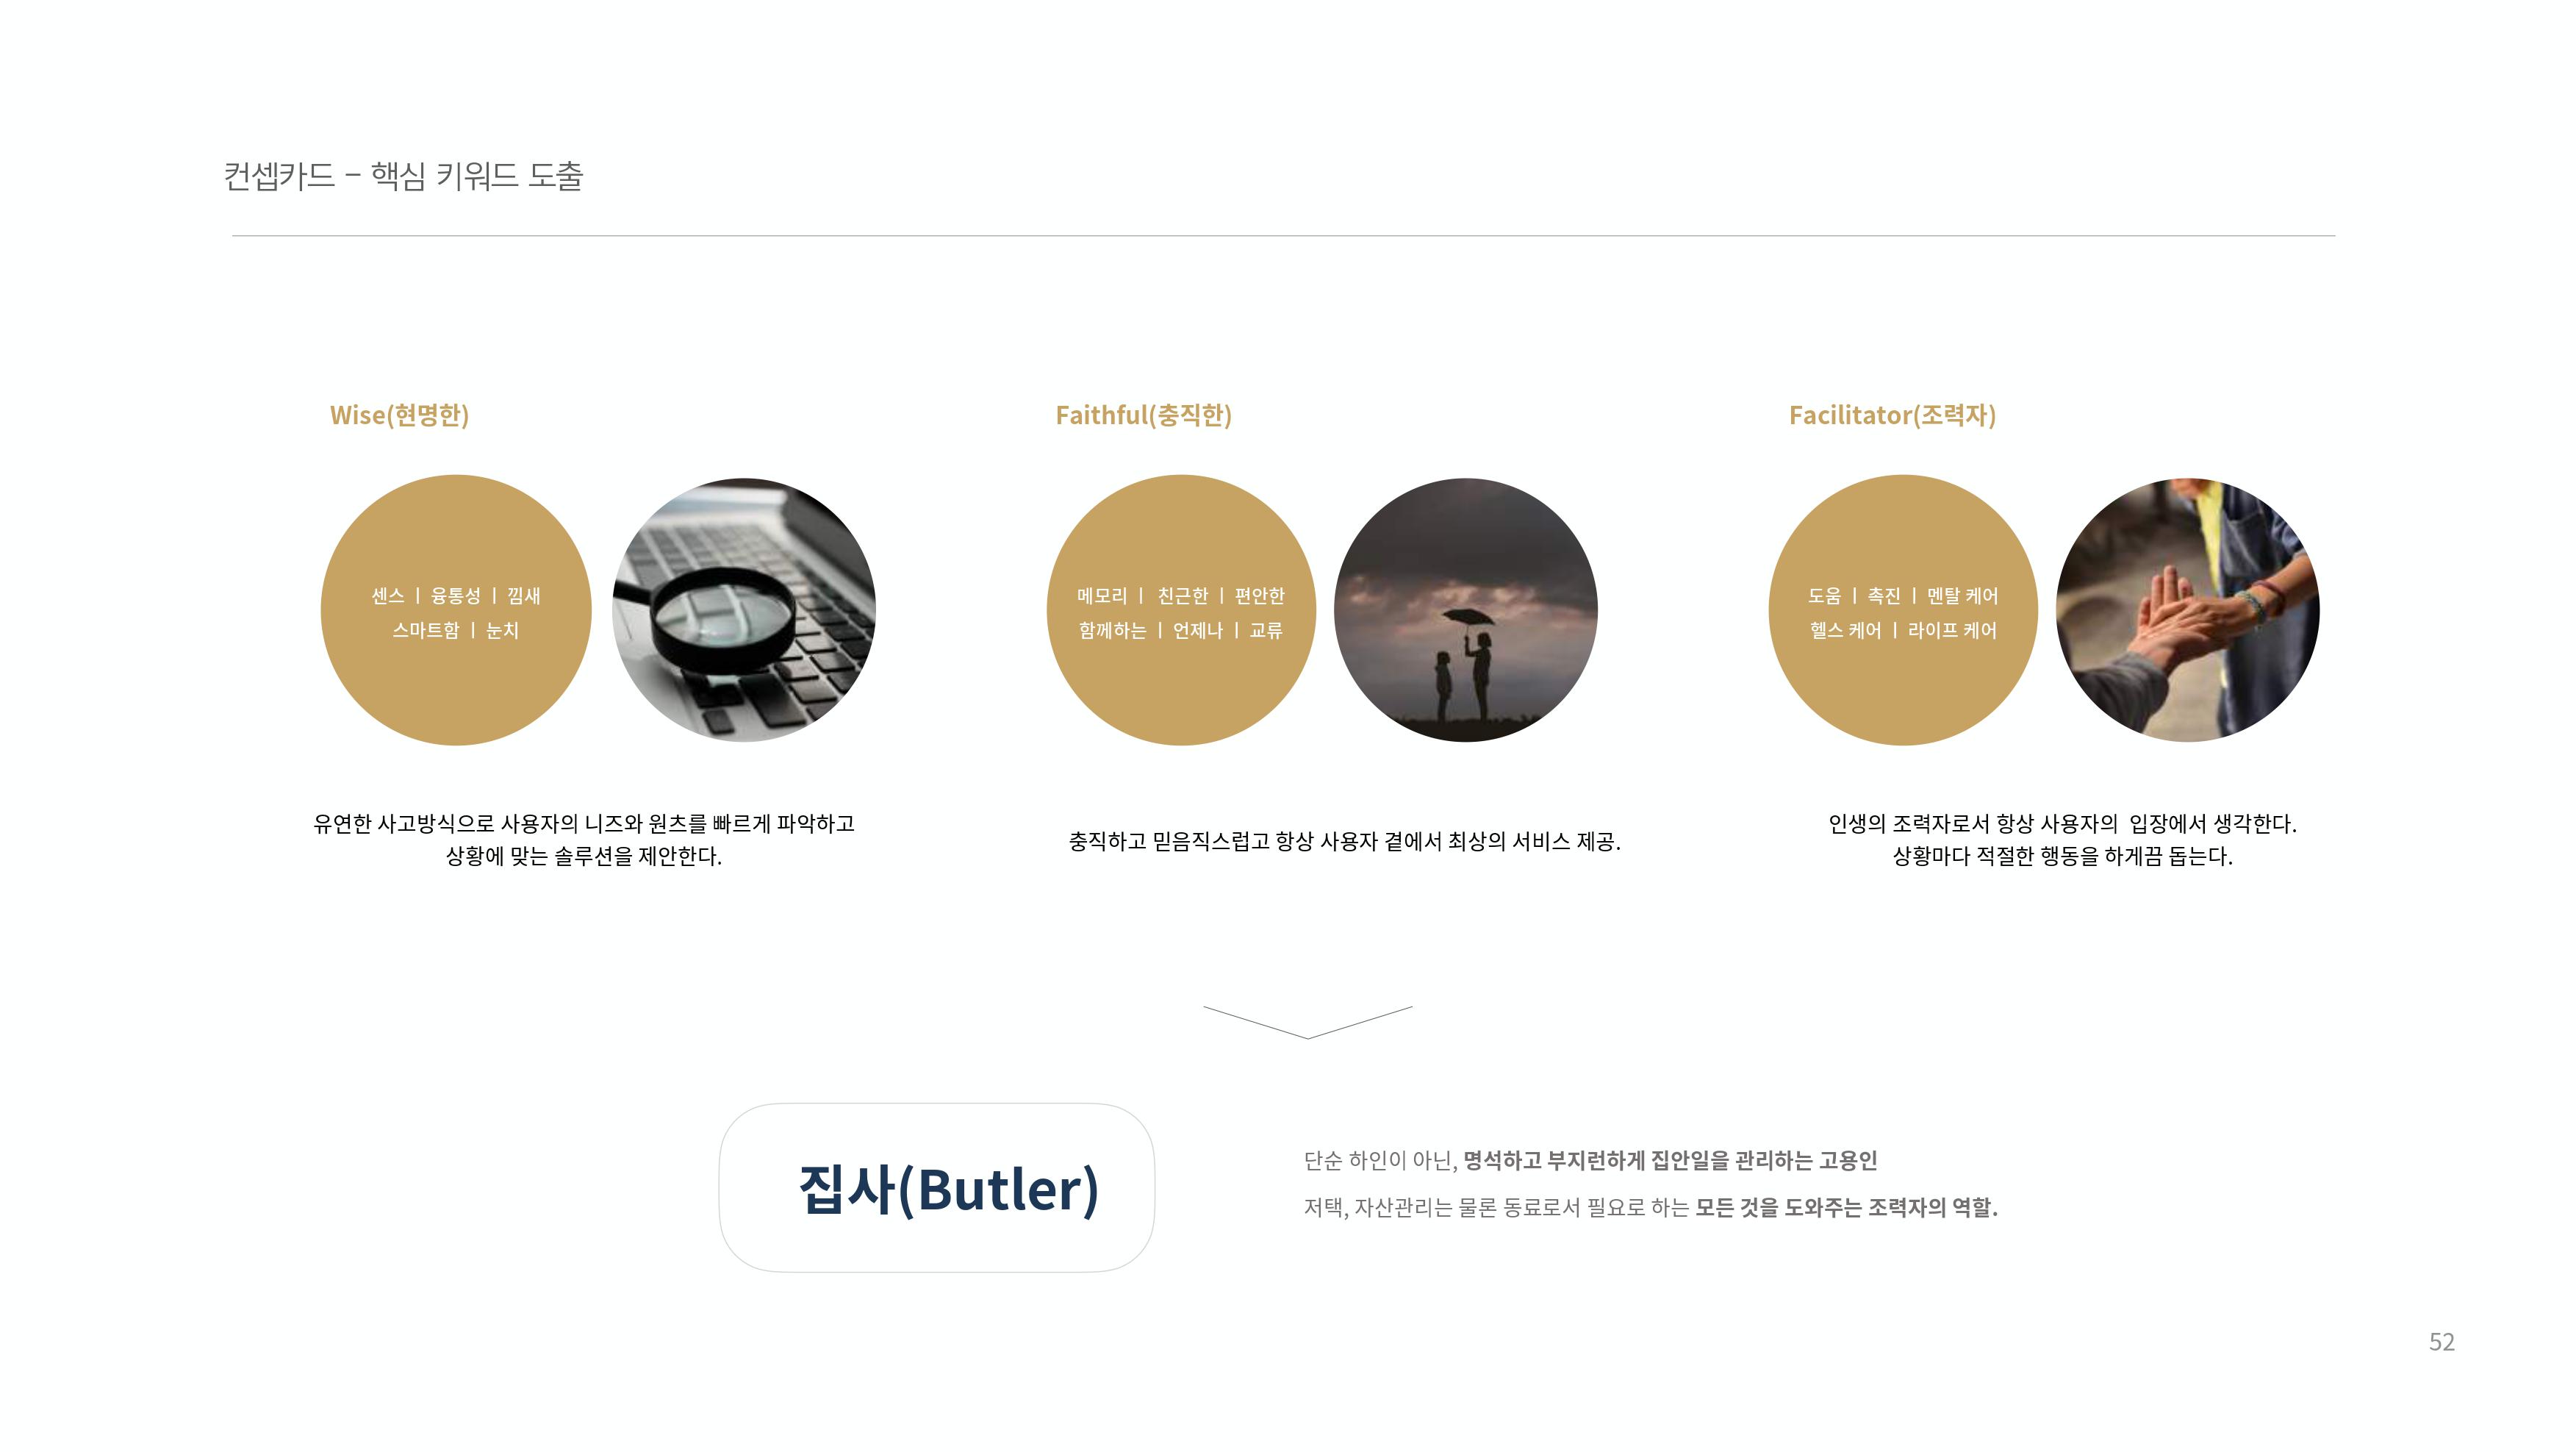 컨셉카드 – 핵심 키워드 도출
Wise(현명한)
센스 ㅣ 융통성 ㅣ 낌새
스마트함 ㅣ 눈치
유연한 사고방식으로 사용자의 니즈와 원츠를 빠르게 파악하고
상황에 맞는 솔루션을 제안한다.
Faithful(충직한)
메모리 ㅣ 친근한 ㅣ 편안한
함께하는 ㅣ 언제나 ㅣ 교류
충직하고 믿음직스럽고 항상 사용자 곁에서 최상의 서비스 제공.
Facilitator(조력자)
도움 ㅣ 촉진 ㅣ 멘탈 케어
헬스 케어 ㅣ 라이프 케어
인생의 조력자로서 항상 사용자의 입장에서 생각한다.
상황마다 적절한 행동을 하게끔 돕는다.
집사(Butler)
단순 하인이 아닌, 명석하고 부지런하게 집안일을 관리하는 고용인
저택, 자산관리는 물론 동료로서 필요로 하는 모든 것을 도와주는 조력자의 역할.
52